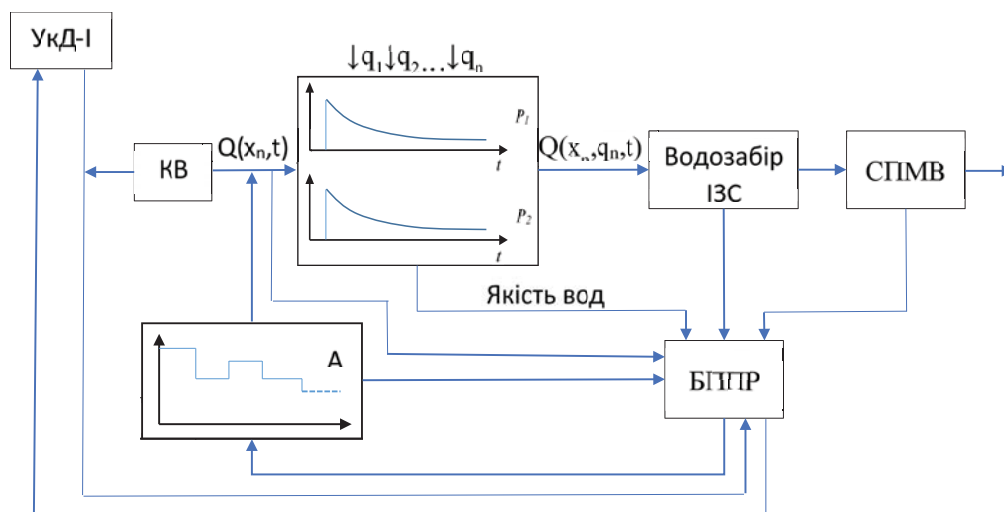 УкД-І
↓q₁↓q₂…↓qₙ
P₁
t
КВ
Q(xₙ,t)
Q(xₙ,qₙ,t)
Водозабір
ІЗС
СПМВ
P₂
t
Якість вод
А
БППР